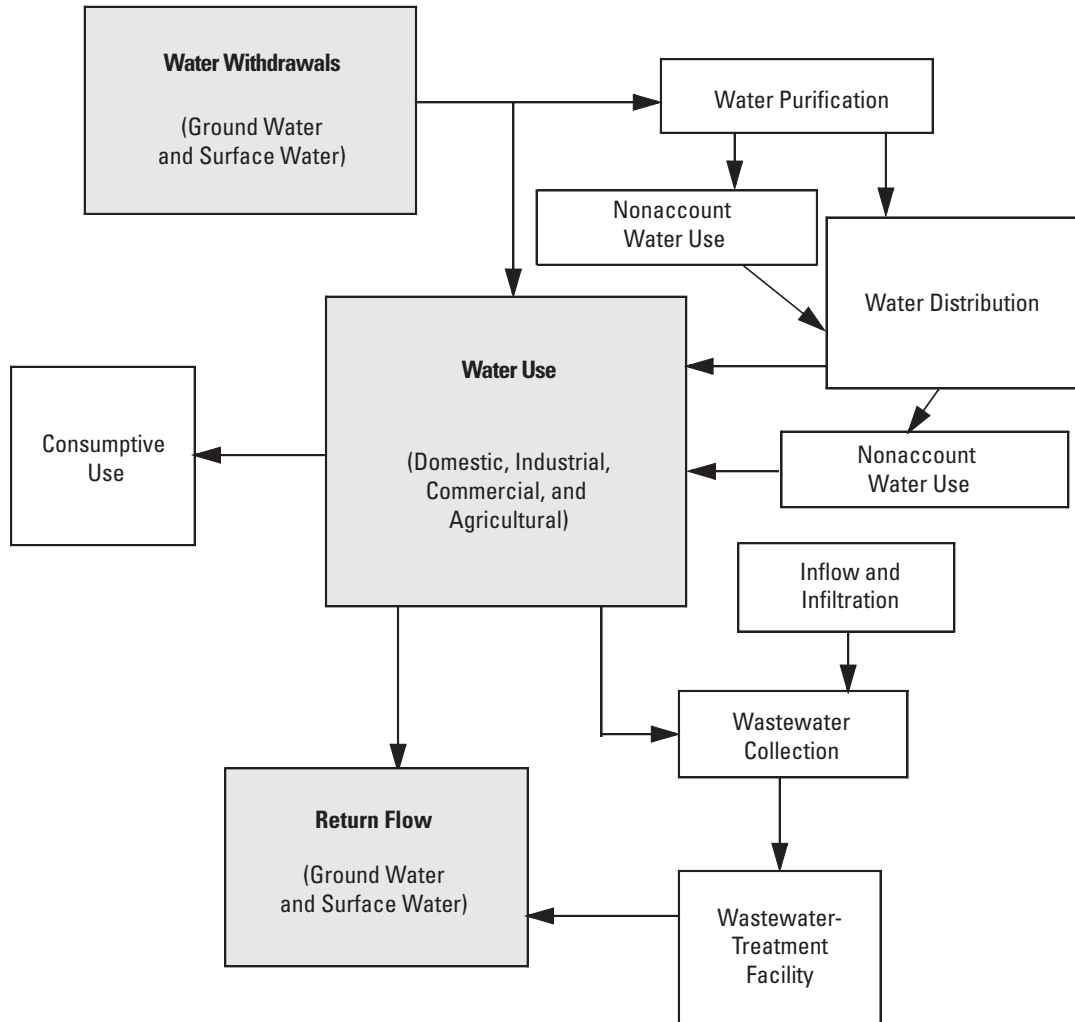 Water Withdrawals
(Ground Water
and Surface Water)
Water Purification
Nonaccount
Water Use
Water Distribution
Water Use
(Domestic, Industrial,
Commercial, and
Agricultural)
Consumptive
Use
Nonaccount
Water Use
Inflow and
Infiltration
Wastewater
Collection
Return Flow
(Ground Water
and Surface Water)
Wastewater-
Treatment
Facility